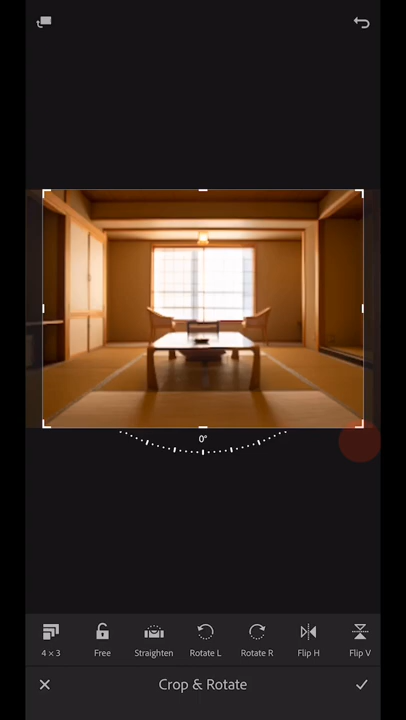 0°
4 × 3 Free Straighten Rotate L Rotate R Flip H Flip V
Crop & Rotate